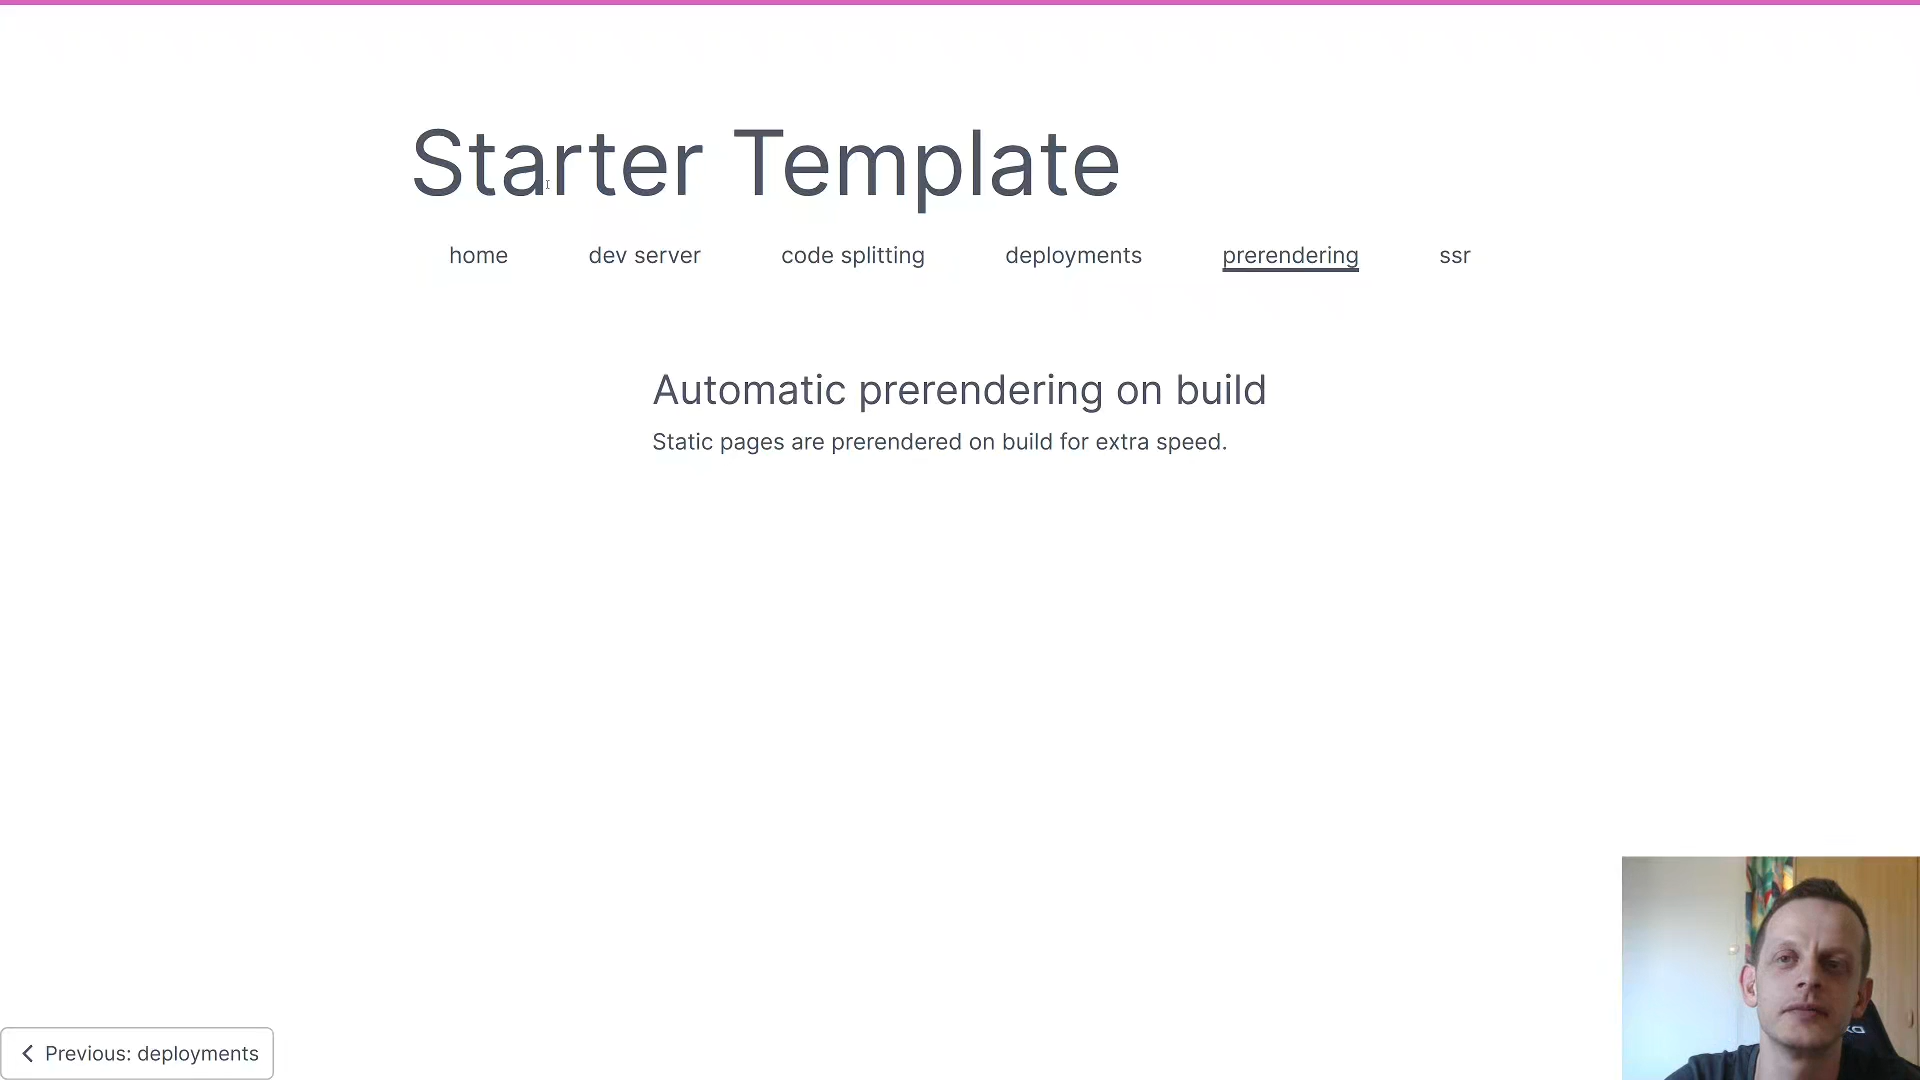 Starter Template
home dev server code splitting deployments prerendering ssr
Automatic prerendering on build
Static pages are prerendered on build for extra speed.
Previous: deployments